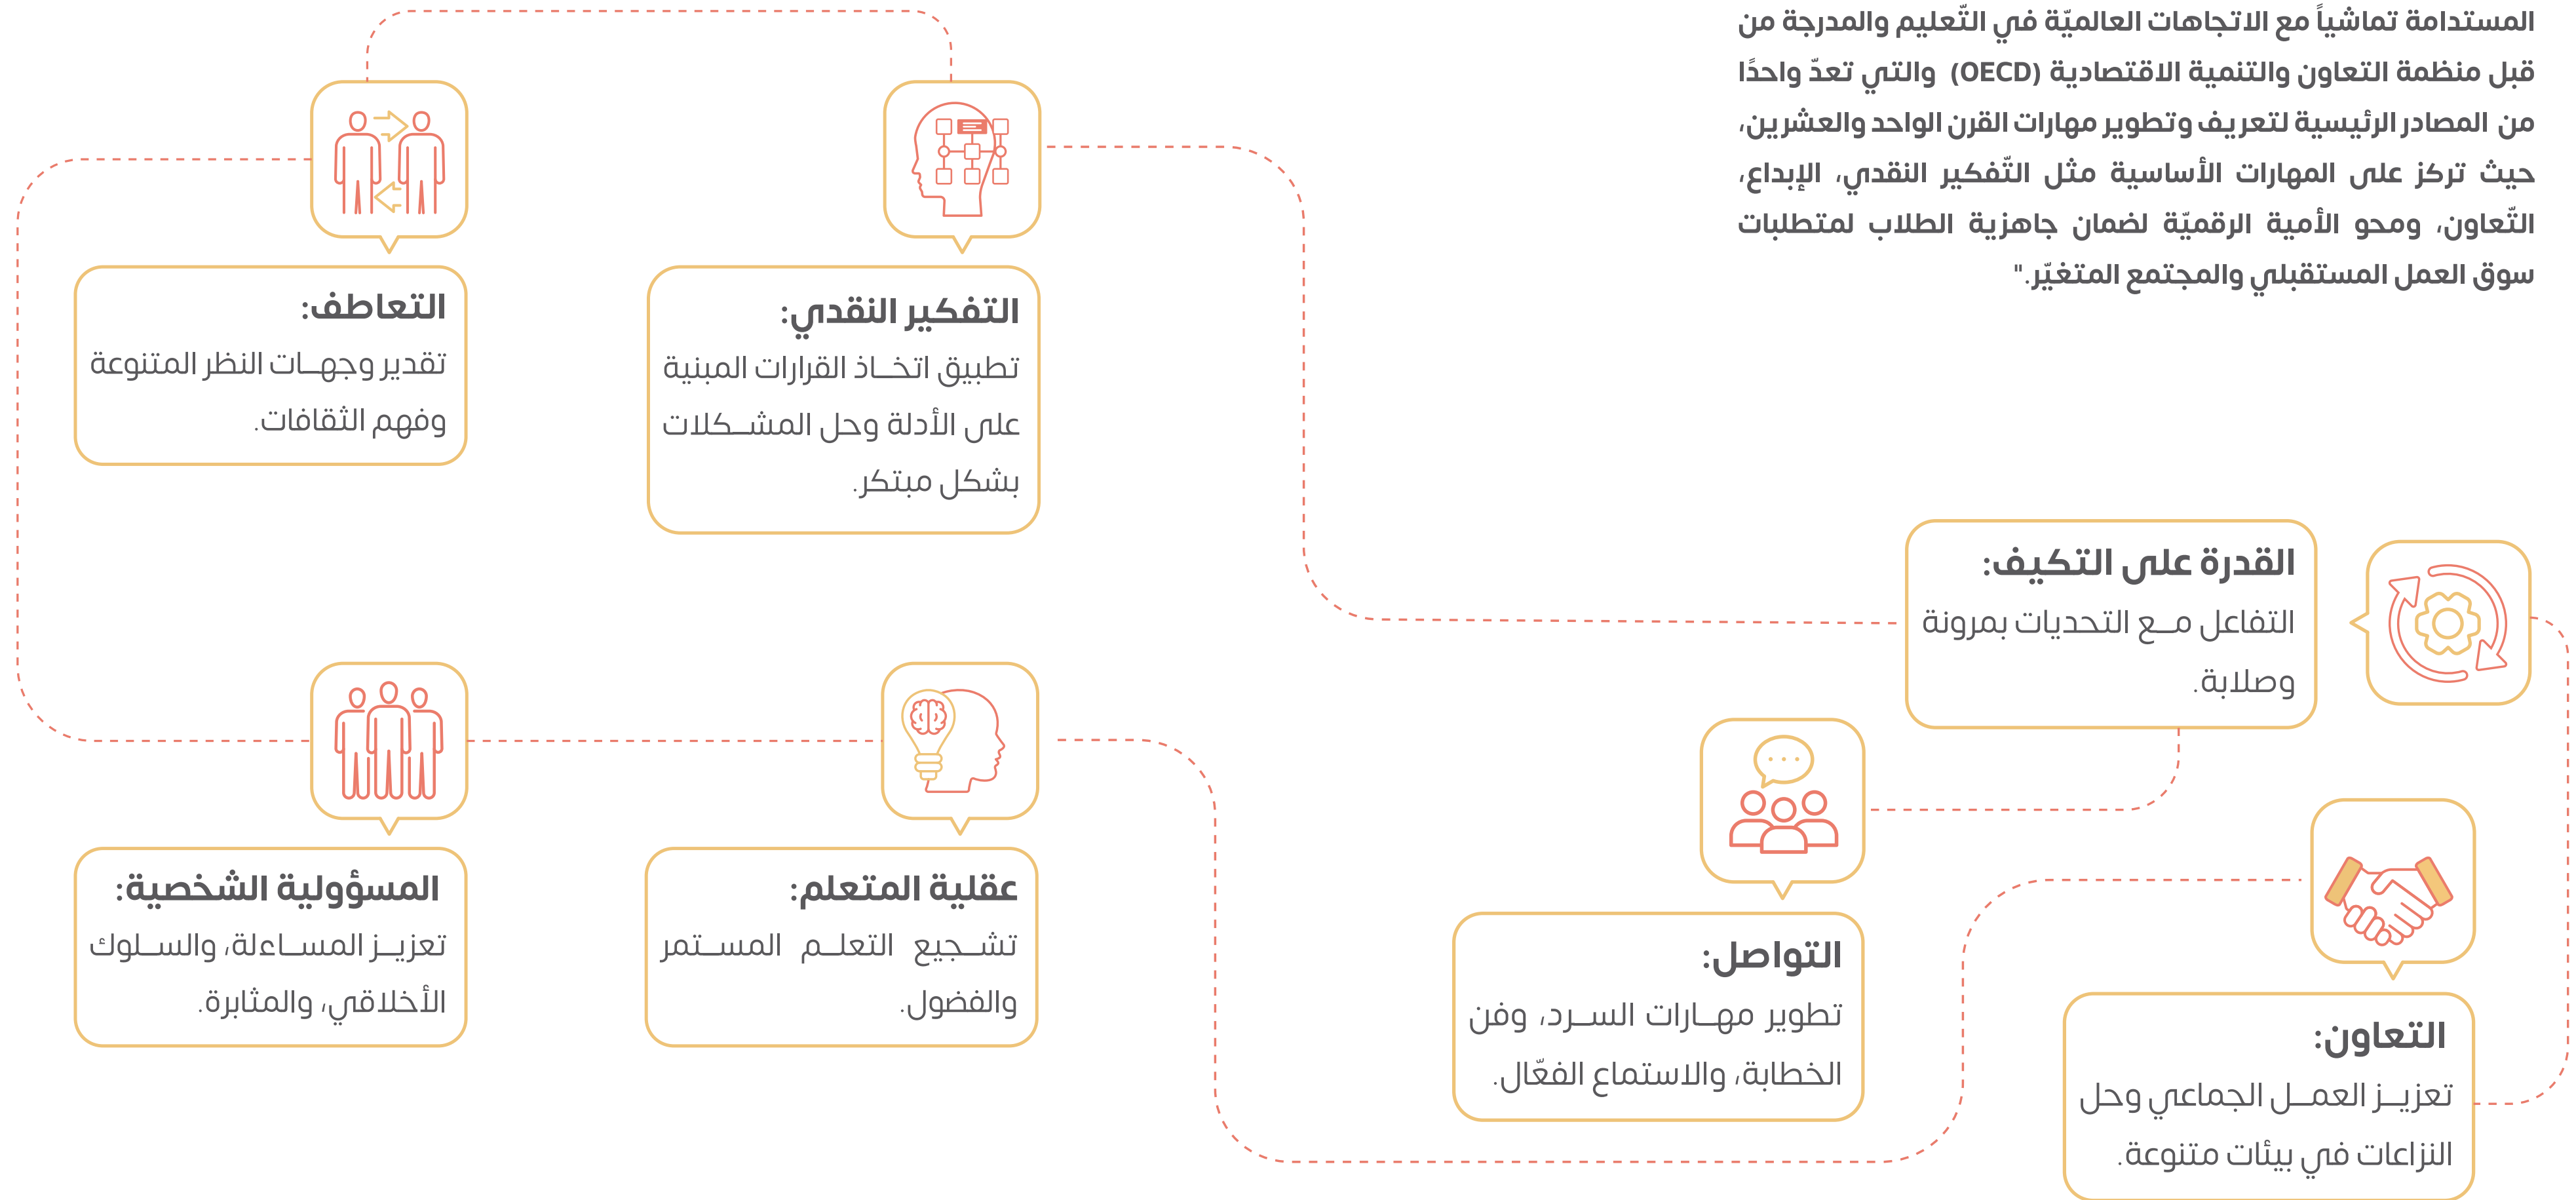 المستدامة تماشياً مع الاتجاهات العالميّة في التّعليم والمدرجة من
قبل منظمة التعاون والتنمية الاقتصادية (OECD) والتي تعدّ واحدًا
من المصادر الرئيسية لتعريف وتطوير مهارات القرن الواحد والعشرين،
حيث تركز على المهارات الأساسية مثل التّفكير النقدي، الإبداع،
التّعاون، ومحو الأمية الرقميّة لضمان جاهزية الطلاب لمتطلبات
سوق العمل المستقبلي والمجتمع المتغيّر."
القدرة على التكيف:
التفاعل مـع التحديات بمرونة
وصلابة.
التعاون:
تعزيـز العمـل الجماعي وحل
النزاعات في بيئات متنوعة.
التواصل:
تطوير مهـارات السـرد، وفن
الخطابة، والاستماع الفعّال.
التفكير النقدي:
تطبيق اتخـاذ القرارات المبنية
على الأدلة وحل المشـكلات
بشكل مبتكر.
التعاطف:
تقدير وجهـات النظر المتنوعة
وفهم الثقافات.
عقلية المتعلم:
تشـجيع التعلـم المسـتمر
والفضول.
المسؤولية الشخصية:
تعزيـز المسـاءلة، والسـلوك
الأخلاقي، والمثابرة.